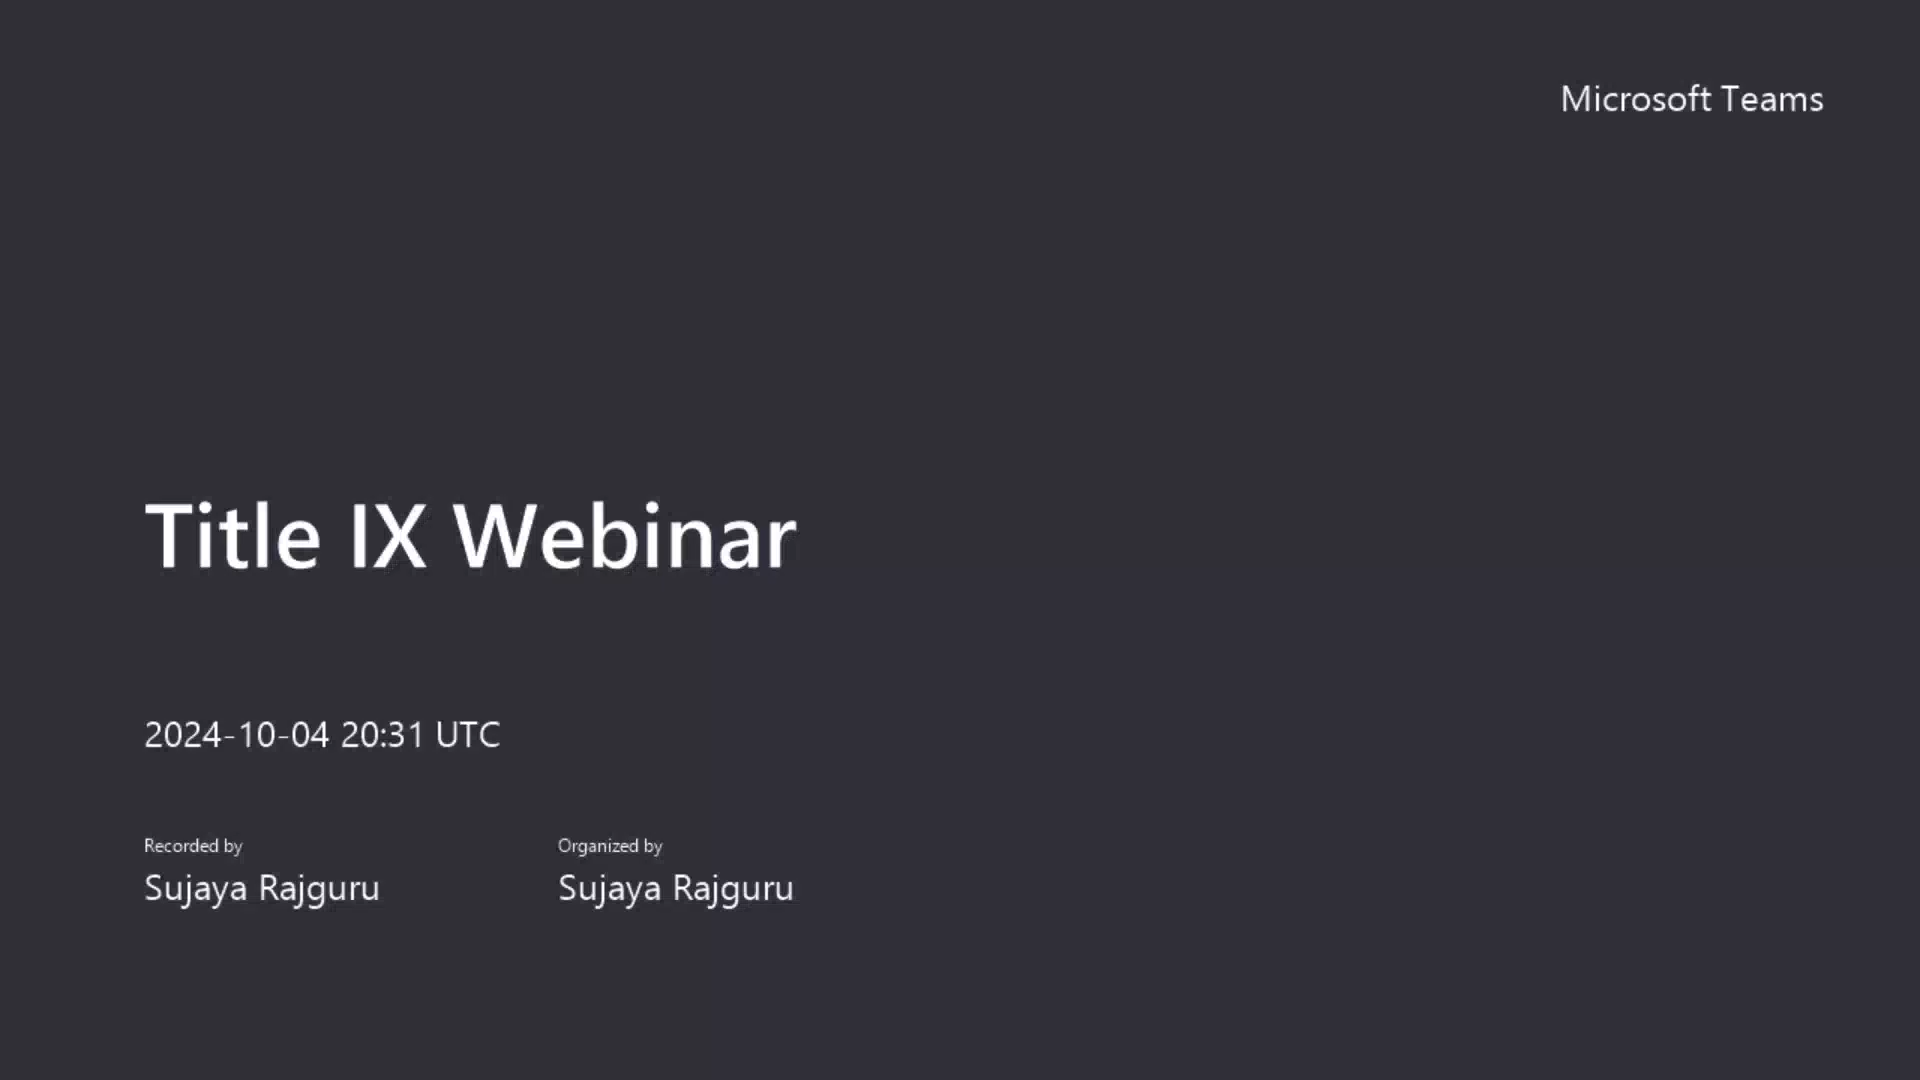 Microsoft Teams
Title IX Webinar
2024-10-04 20:31 UTC
Recorded by
Sujaya Rajguru
Organized by
Sujaya Rajguru